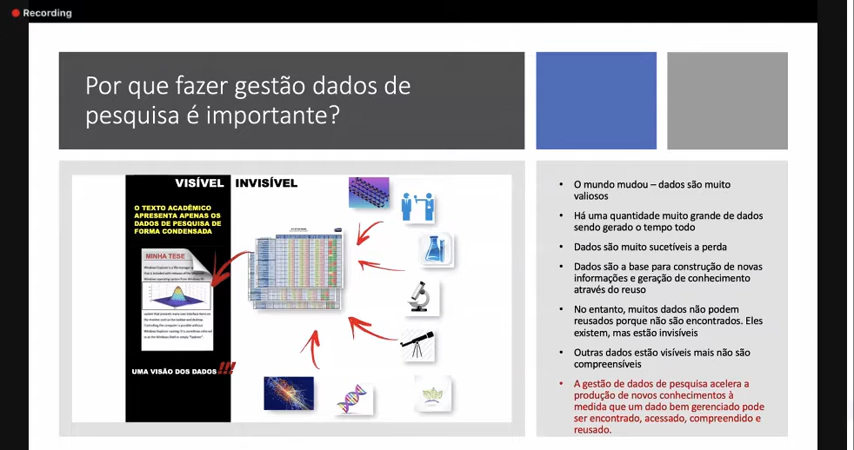 Recording
Por que fazer gestão dados de
pesquisa é importante?
VISÍVEL INVISÍVEL
O TEXTO ACADÊMICO
APRESENTA APENAS OS
DADOS DE PESQUISA DE
FORMA CONDENSADA
MINHA TESE
UMA VISÃO DOS DADOS!!!
• O mundo mudou – dados são muito
valiosos
• Há uma quantidade muito grande de dados
sendo gerado o tempo todo
• Dados são muito sucetíveis a perda
• Dados são a base para construção de novas
informações e geração de conhecimento
através do reuso
• No entanto, muitos dados não podem
reusados porque não são encontrados. Eles
existem, mas estão invisíveis
• Outras dados estão visíveis mais não são
compreensíveis
• A gestão de dados de pesquisa acelera a
produção de novos conhecimentos à
medida que um dado bem gerenciado pode
ser encontrado, acessado, compreendido e
reusado.